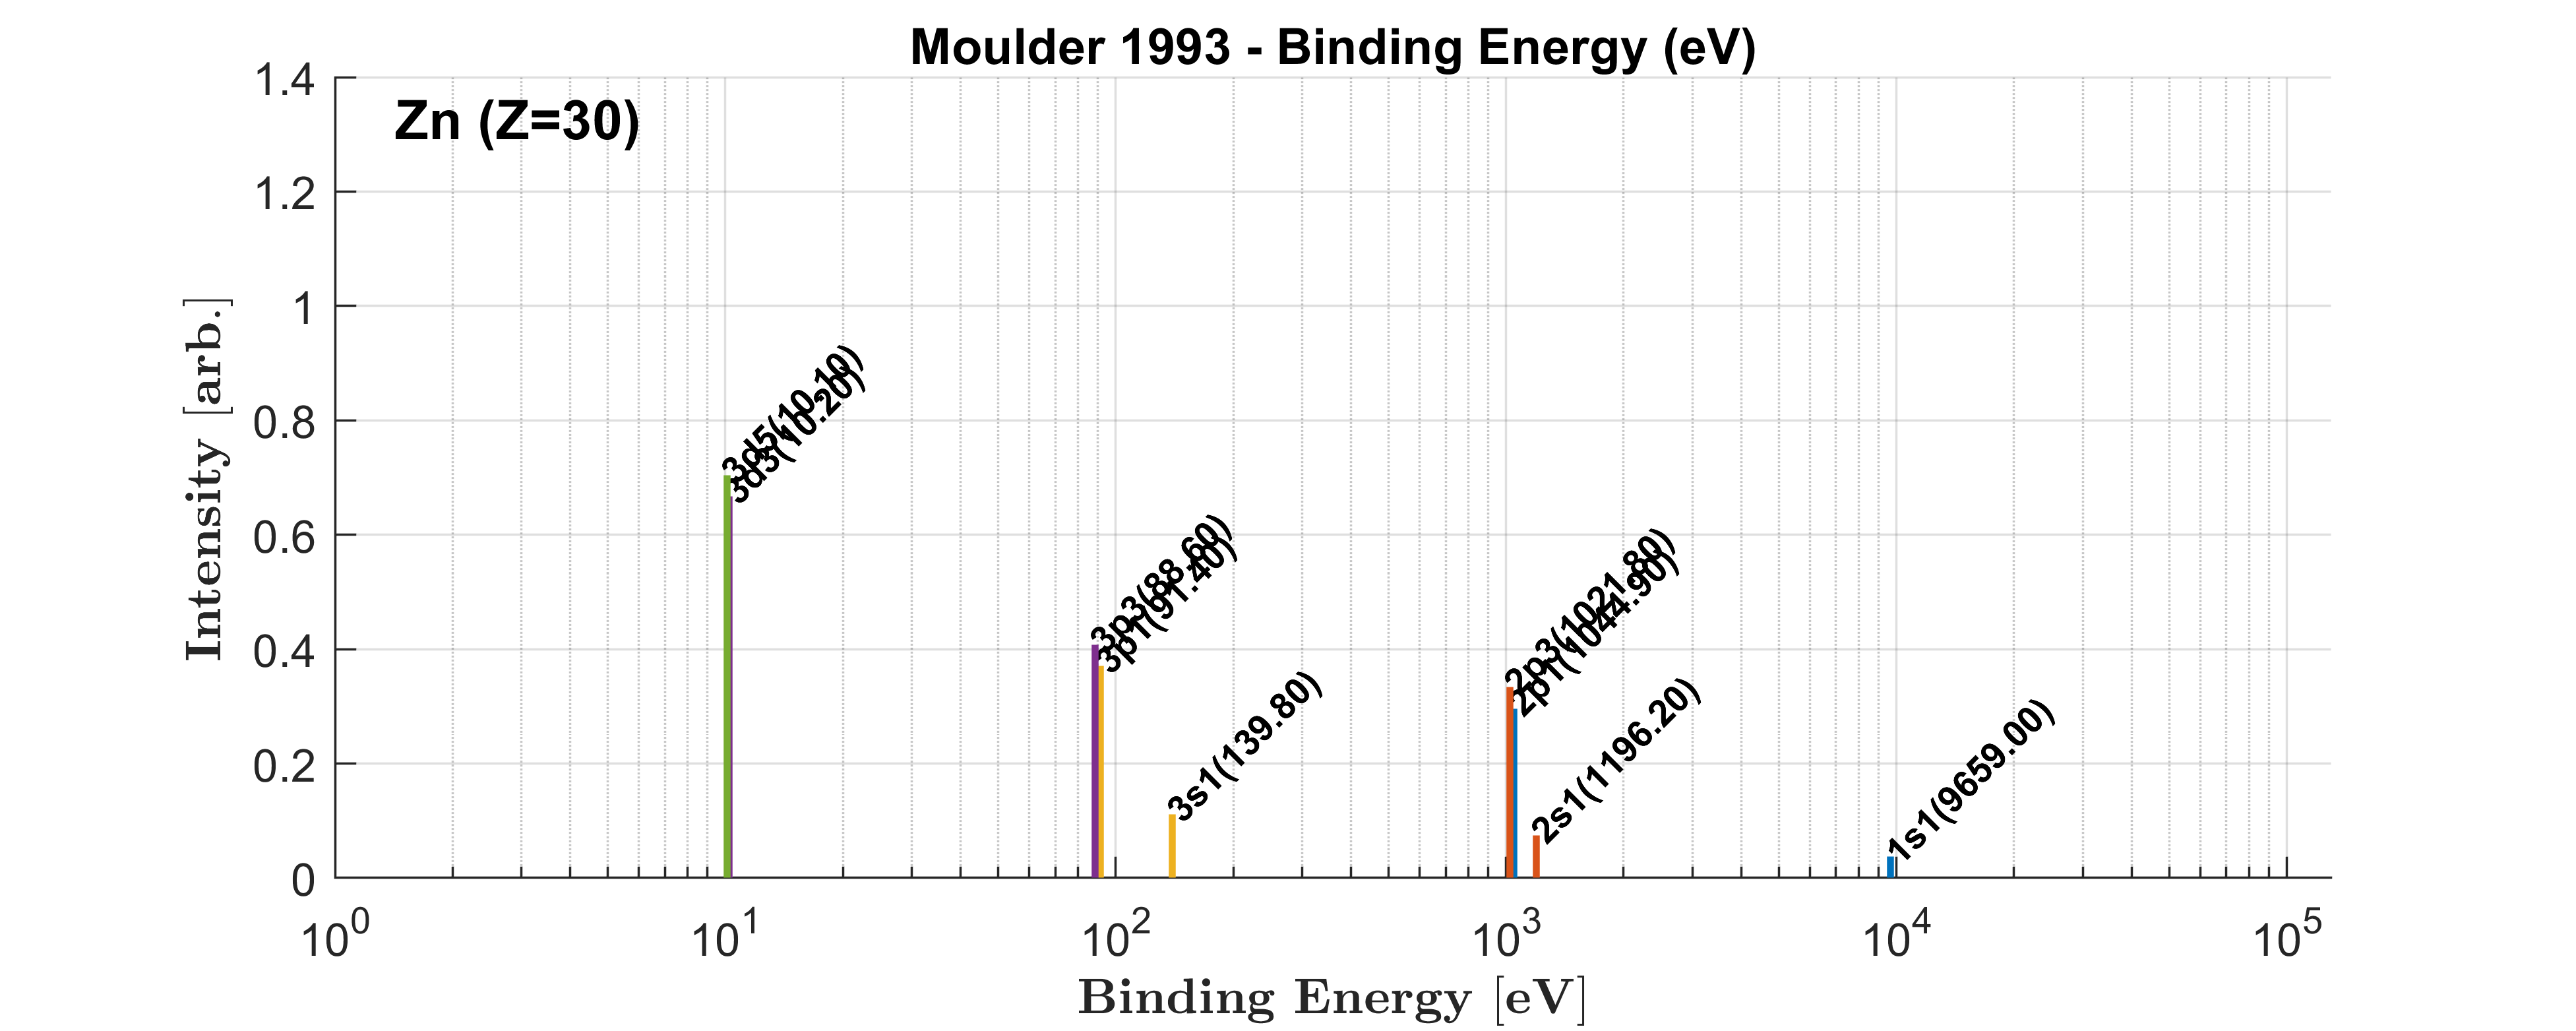 Moulder 1993 - Binding Energy (eV)
Zn (Z=30)
1.4
1.2
1
0.8
0.6
0.4
0.2
0
Intensity [arb.]
3d5(10.10)
3d3(10.20)
3p3(88.60)
3p1(91.40)
3s1(139.80)
2p3(1021.80)
2p1(1044.90)
2s1(1196.20)
1s1(9659.00)
10^0 10^1 10^2 10^3 10^4 10^5
Binding Energy [eV]